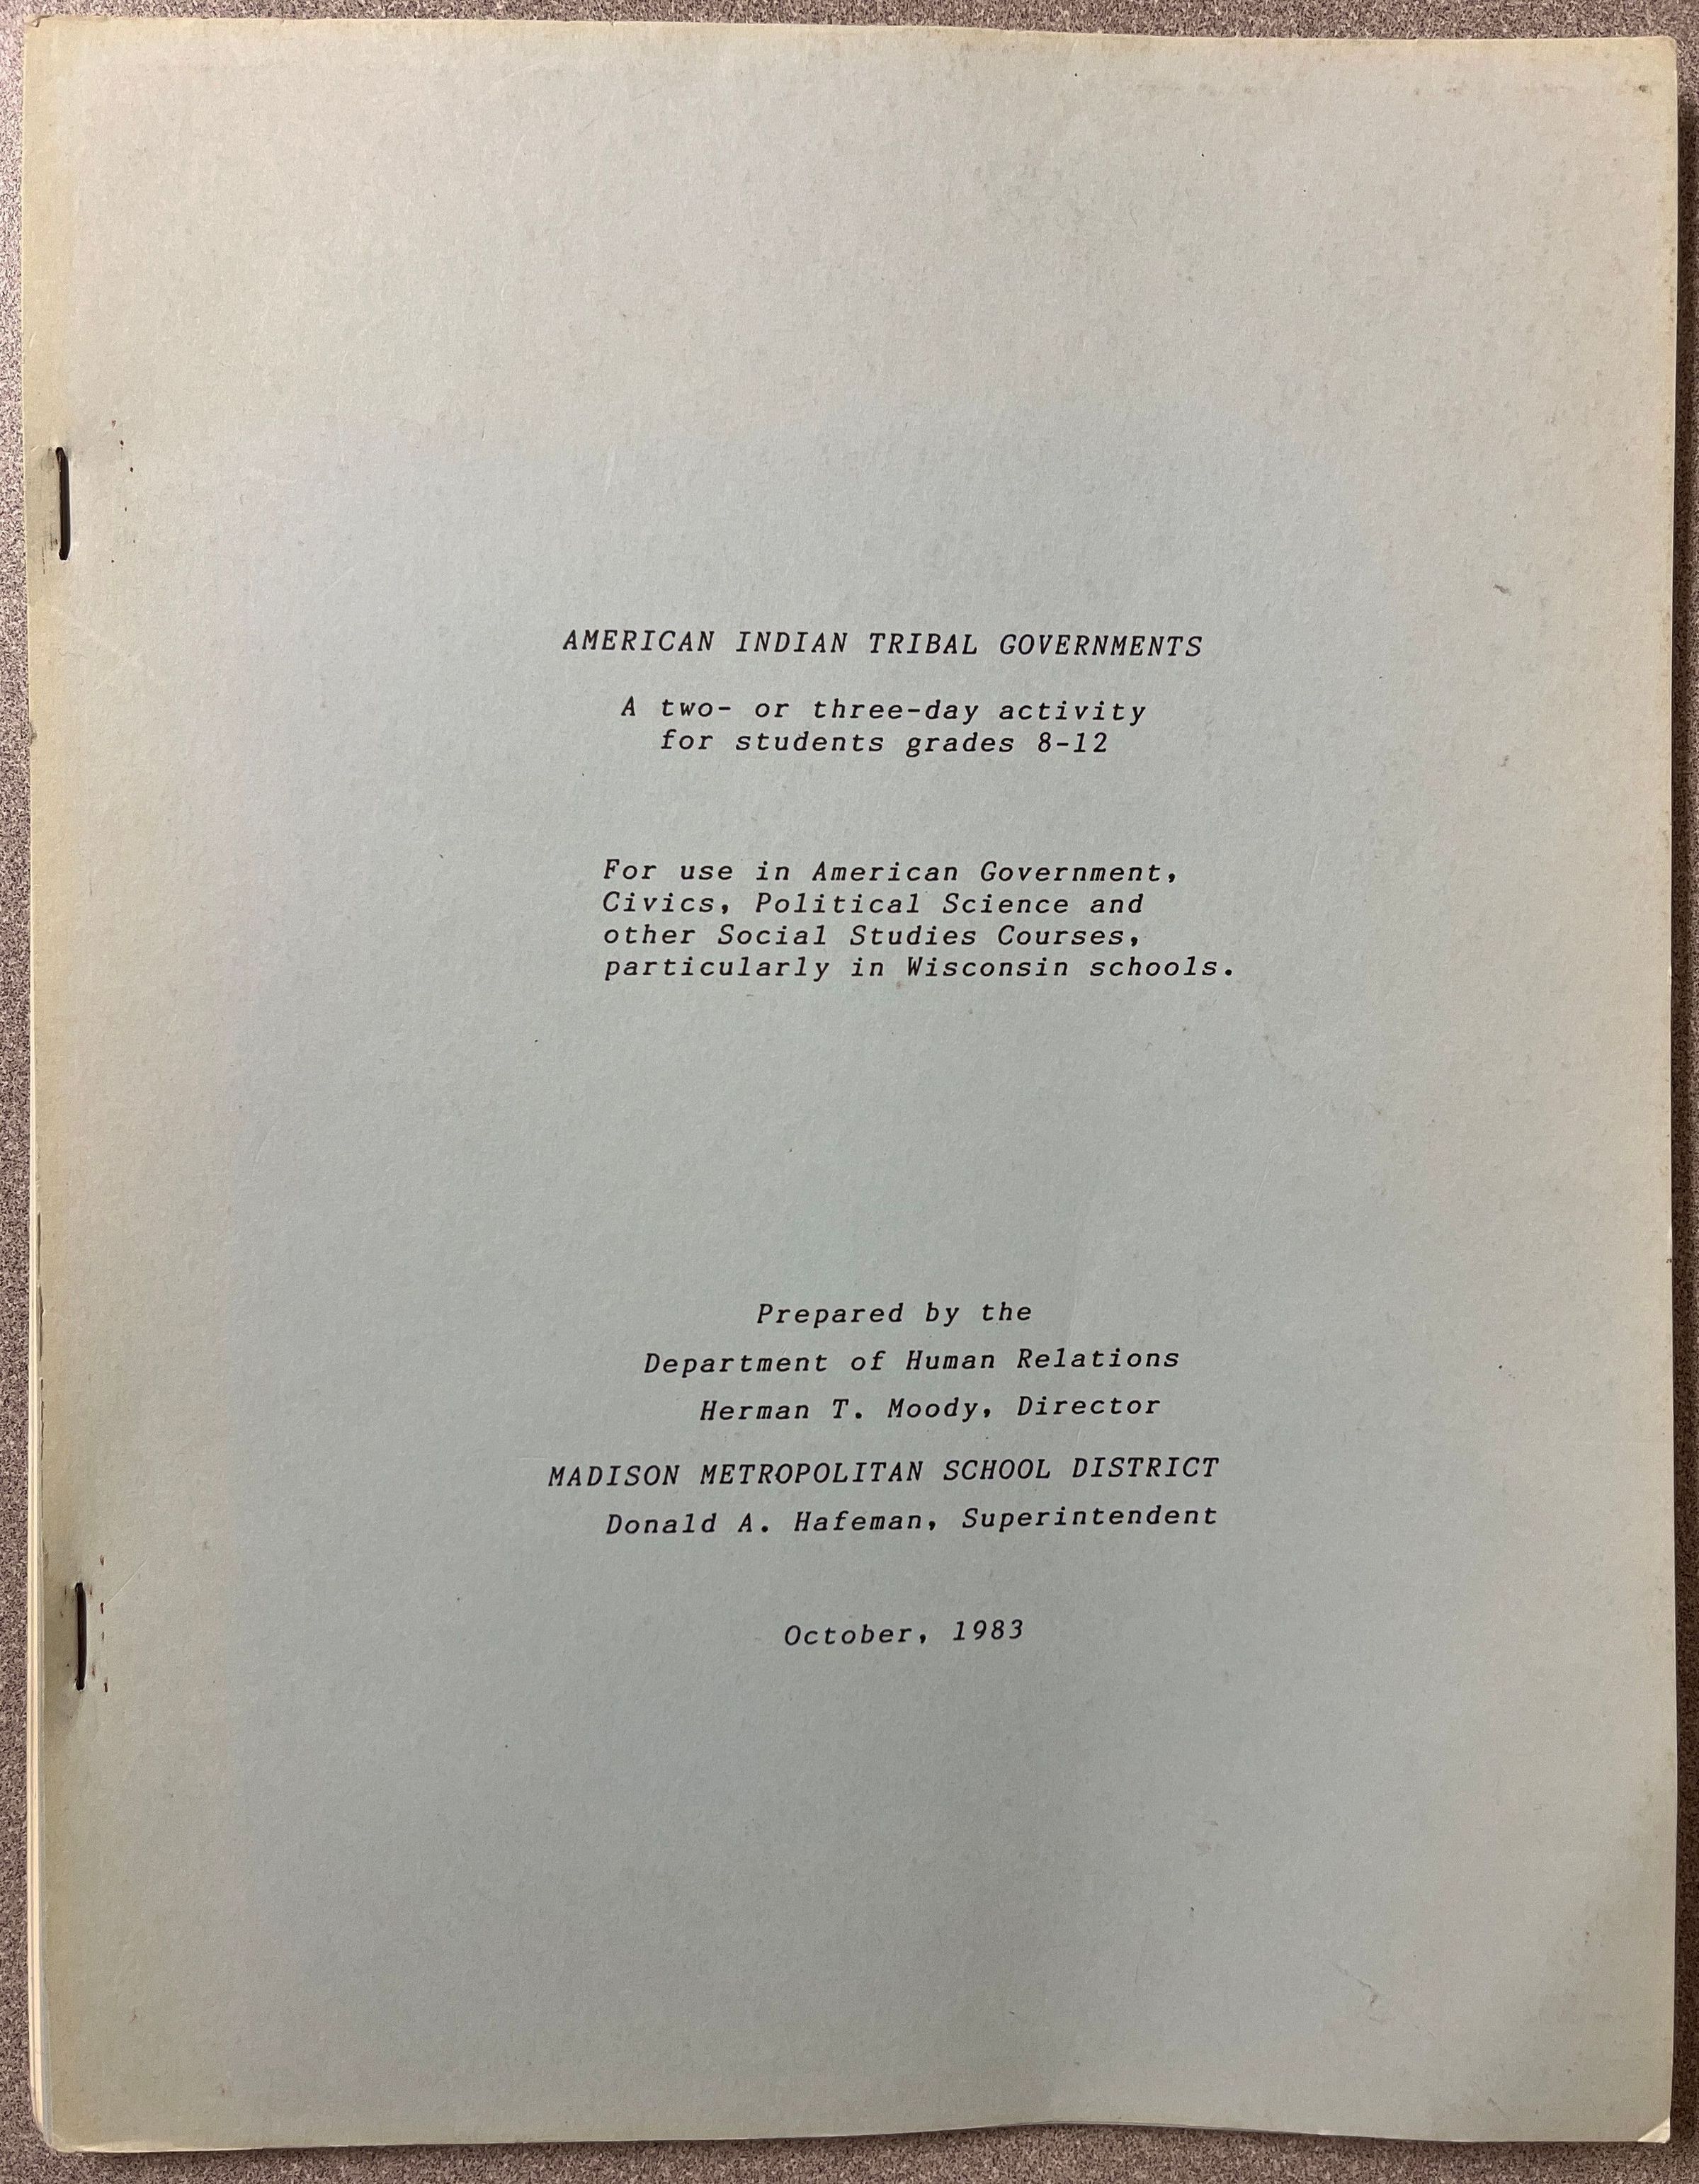 AMERICAN INDIAN TRIBAL GOVERNMENTS
A two- or three-day activity
for students grades 8-12
For use in American Government,
Civics, Political Science and
other Social Studies Courses,
particularly in Wisconsin schools.
Prepared by the
Department of Human Relations
Herman T. Moody, Director
MADISON METROPOLITAN SCHOOL DISTRICT
Donald A. Hafeman, Superintendent
October, 1983